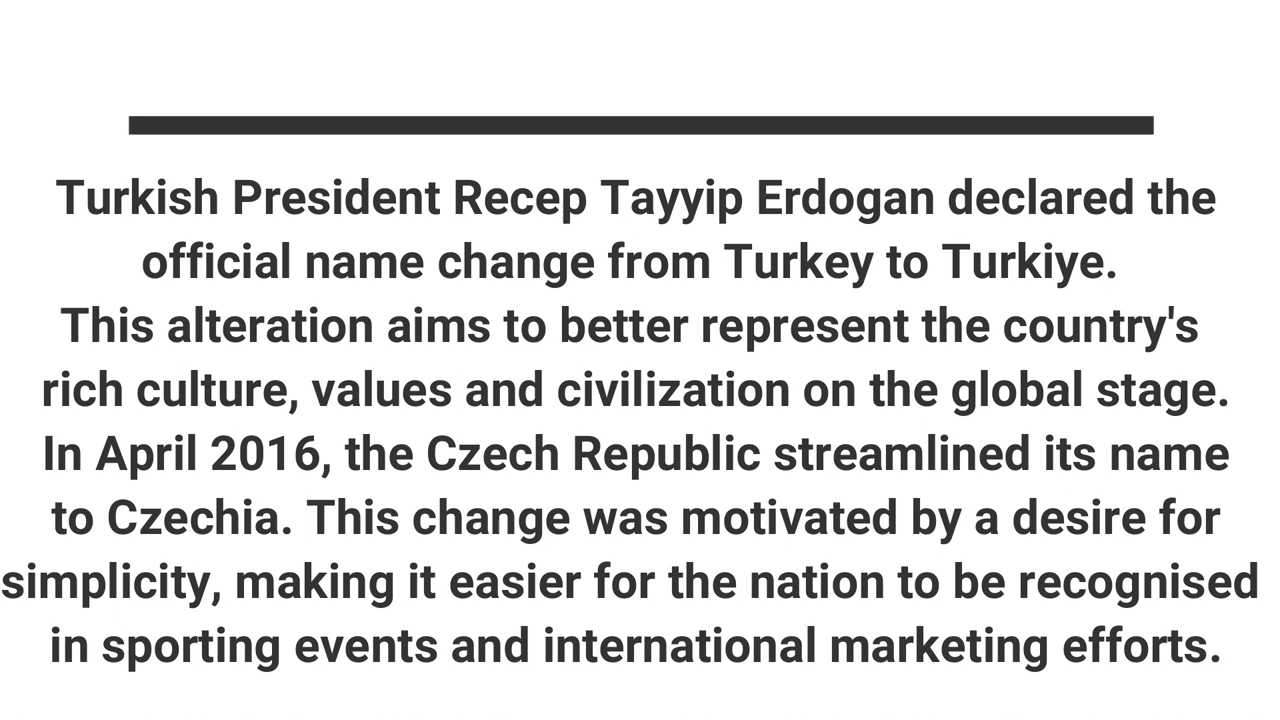 Turkish President Recep Tayyip Erdogan declared the
official name change from Turkey to Turkiye.
This alteration aims to better represent the country's
rich culture, values and civilization on the global stage.
In April 2016, the Czech Republic streamlined its name
to Czechia. This change was motivated by a desire for
simplicity, making it easier for the nation to be recognised
in sporting events and international marketing efforts.